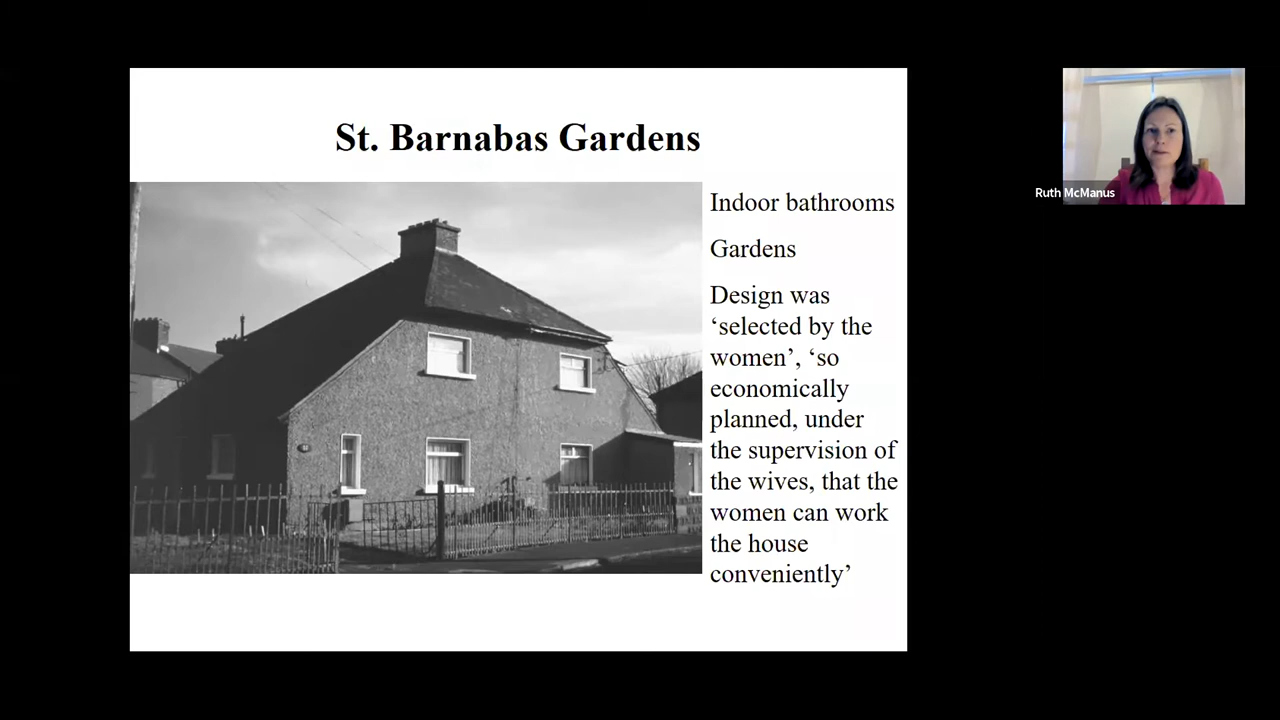 St. Barnabas Gardens
Indoor bathrooms
Gardens
Design was
‘selected by the
women’, ‘so
economically
planned, under
the supervision of
the wives, that the
women can work
the house
conveniently’
Ruth McManus